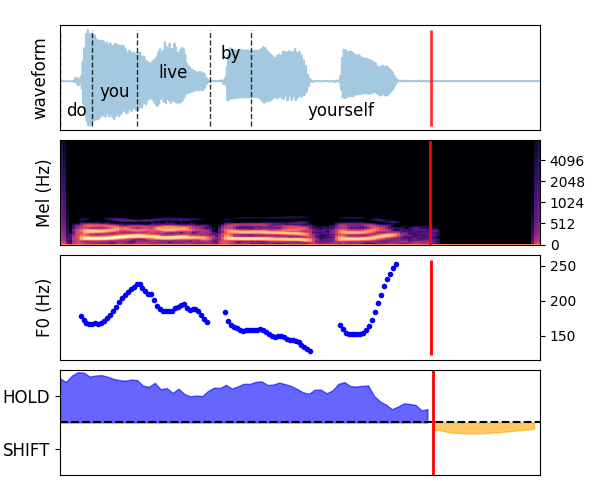 waveform
do
you
live
by
yourself
Mel (Hz)
4096
2048
1024
512
0
F0 (Hz)
250
200
150
HOLD
SHIFT